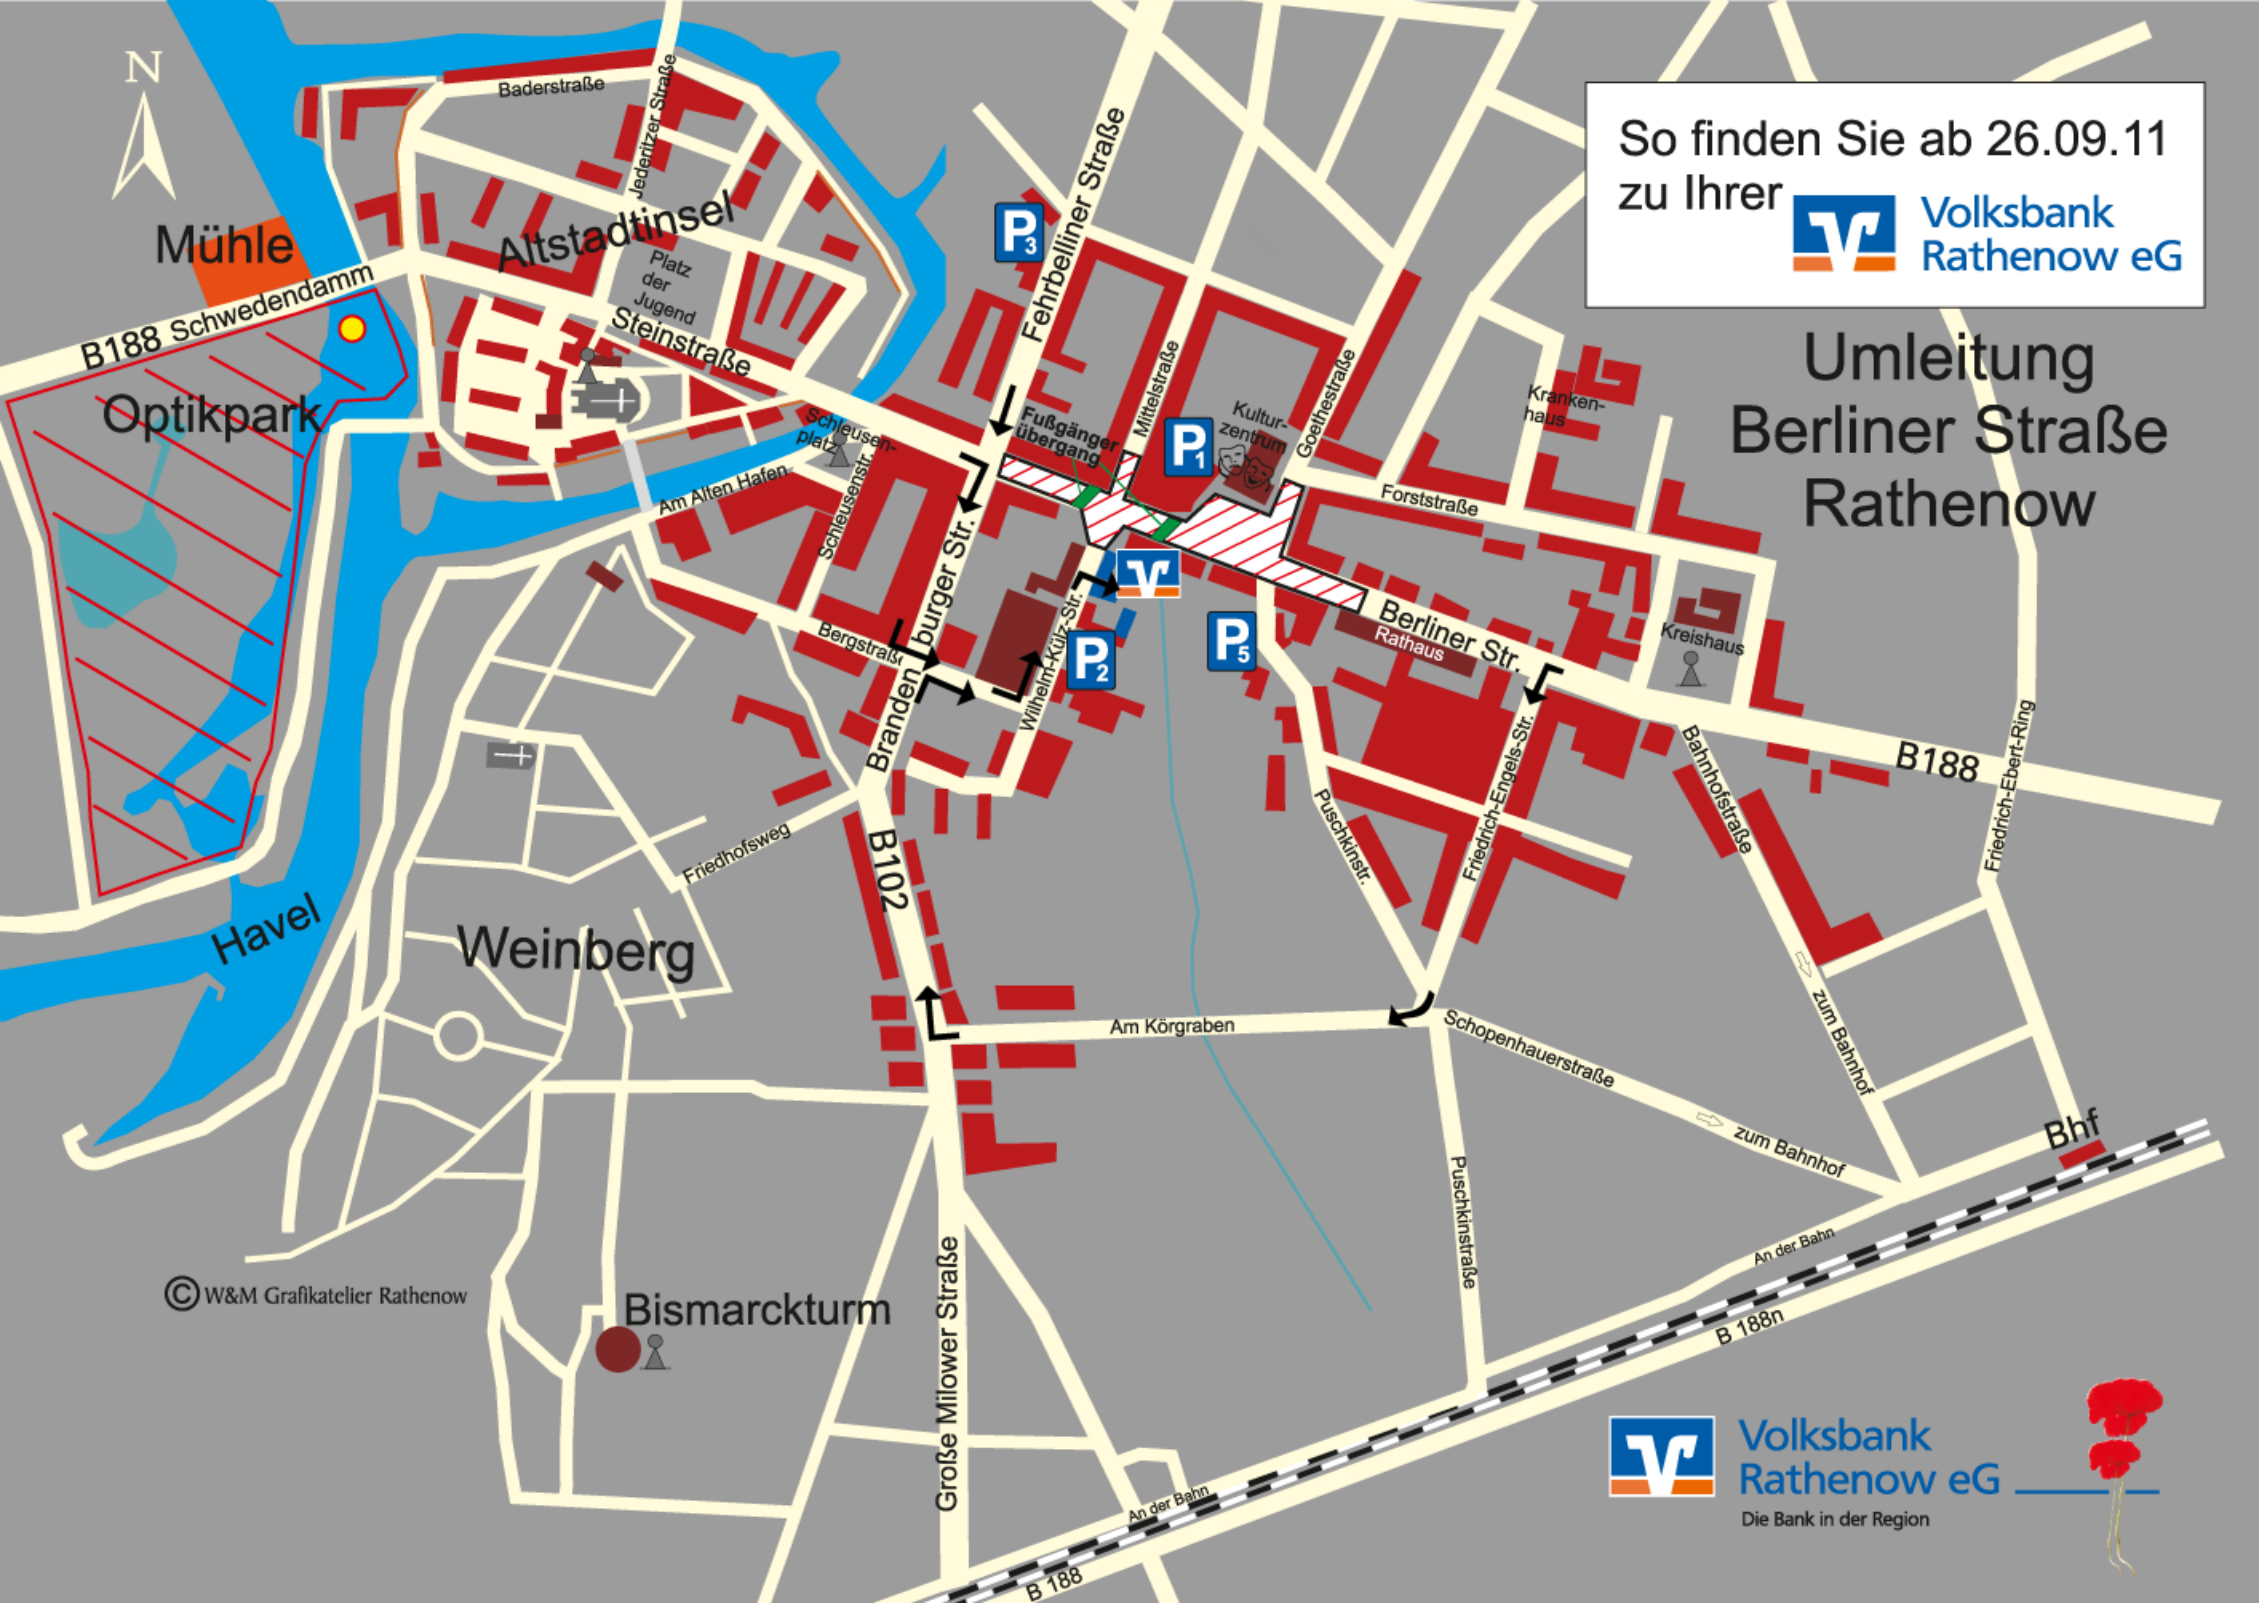 N
Baderstraße
Jederitzer Straße
Mühle
Altstadtinsel
Platz
der
Jugend
Steinstraße
B188 Schwedendamm
Optikpark
Schleusen-
platz
Schleusenstr.
Am Alten Hafen
Fehrbelliner Straße
P3
Fußgänger
übergang
Mittelstraße
P1
Kultur-
zentrum
Goethestraße
So finden Sie ab 26.09.11
zu Ihrer
Volksbank
Rathenow eG
Umleitung
Berliner Straße
Rathenow
Kranken-
haus
Forststraße
Kreishaus
Berliner Str.
Rathaus
P5
P2
Wilhelm-Külz-Str.
Brandenburger Str.
Bergstraße
Friedhofsweg
B102
Havel
Weinberg
Puschkinstr.
Friedrich-Engels-Str.
Bahnhofstraße
B188
Friedrich-Ebert-Ring
zum Bahnhof
Am Körgraben
Schopenhauerstraße
zum Bahnhof
Bhf
Puschkinstraße
An der Bahn
B 188n
© W&M Grafikatelier Rathenow
Bismarckturm
Große Milower Straße
An der Bahn
B 188
Volksbank
Rathenow eG
Die Bank in der Region